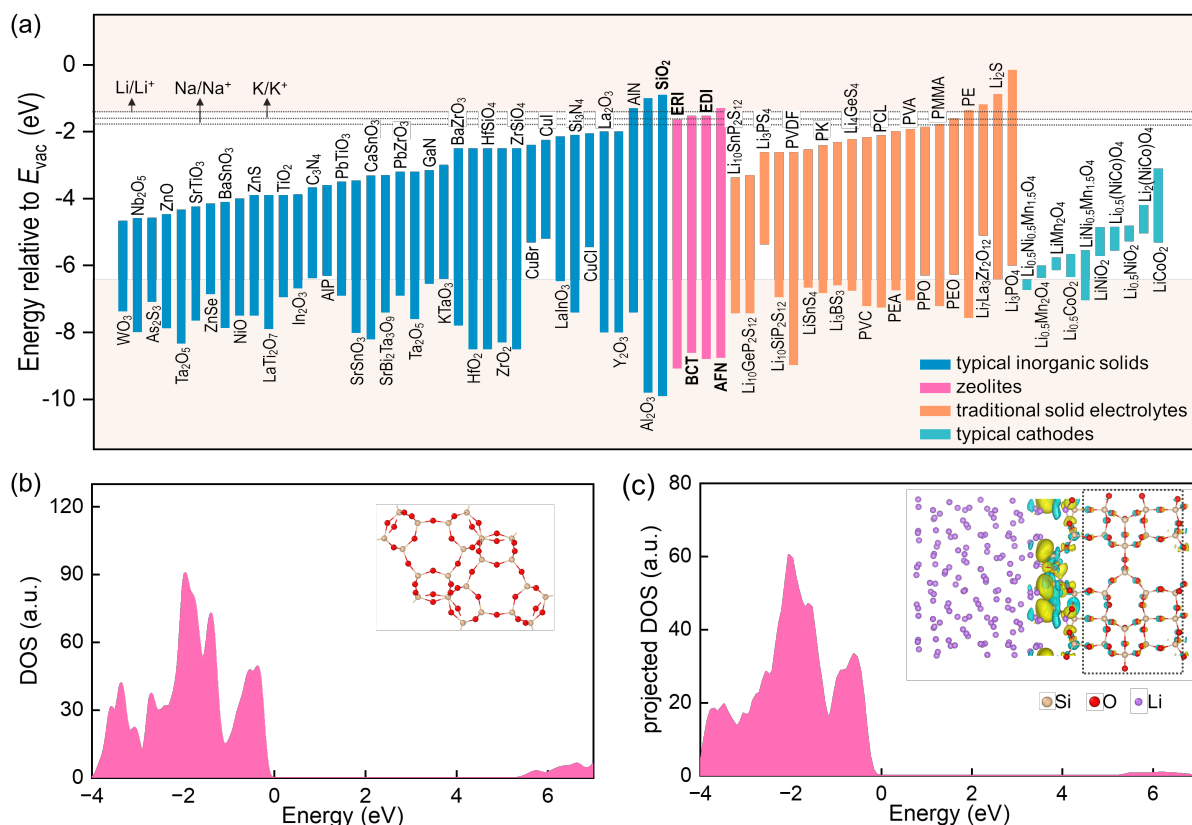 (a)
Energy relative to Evac (eV)
0
−2
−4
−6
−8
−10
Li/Li+ Na/Na+ K/K+
WO3
Nb2O5
As2S3
ZnO
Ta2O5
SrTiO3
ZnSe
BaSnO3
NiO
ZnS
LaTi2O7
TiO2
In2O3
C3N4
AlP
PbTiO3
SrSnO3
CaSnO3
SrBi2Ta3O9
PbZrO3
Ta2O5
GaN
KTaO3
BaZrO3
HfO2
HfSiO4
ZrO2
ZrSiO4
CuBr
CuI
LaInO3
Si3N4
CuCl
La2O3
Y2O3
AlN
Al2O3
SiO2
ERI
BCT
EDI
AFN
Li10SnP2S12
Li10GeP2S12
Li3PS4
Li10SiP2S12
PVDF
LiSnS4
PK
Li3BS3
Li4GeS4
PVC
PCL
PEA
PVA
PPO
PMMA
PEO
PE
Li7La3Zr2O12
Li2S
Li3PO4
Li0.5Ni0.5Mn1.5O4
Li0.5Mn2O4
LiMn2O4
Li0.5CoO2
LiNi0.5Mn1.5O4
LiNiO2
Li0.5(NiCo)O4
Li0.5NiO2
Li2(NiCo)O4
LiCoO2
typical inorganic solids
zeolites
traditional solid electrolytes
typical cathodes
(b)
DOS (a.u.)
120
90
60
30
0
−4 −2 0 2 4 6
Energy (eV)
(c)
projected DOS (a.u.)
80
60
40
20
0
Si O Li
−4 −2 0 2 4 6
Energy (eV)